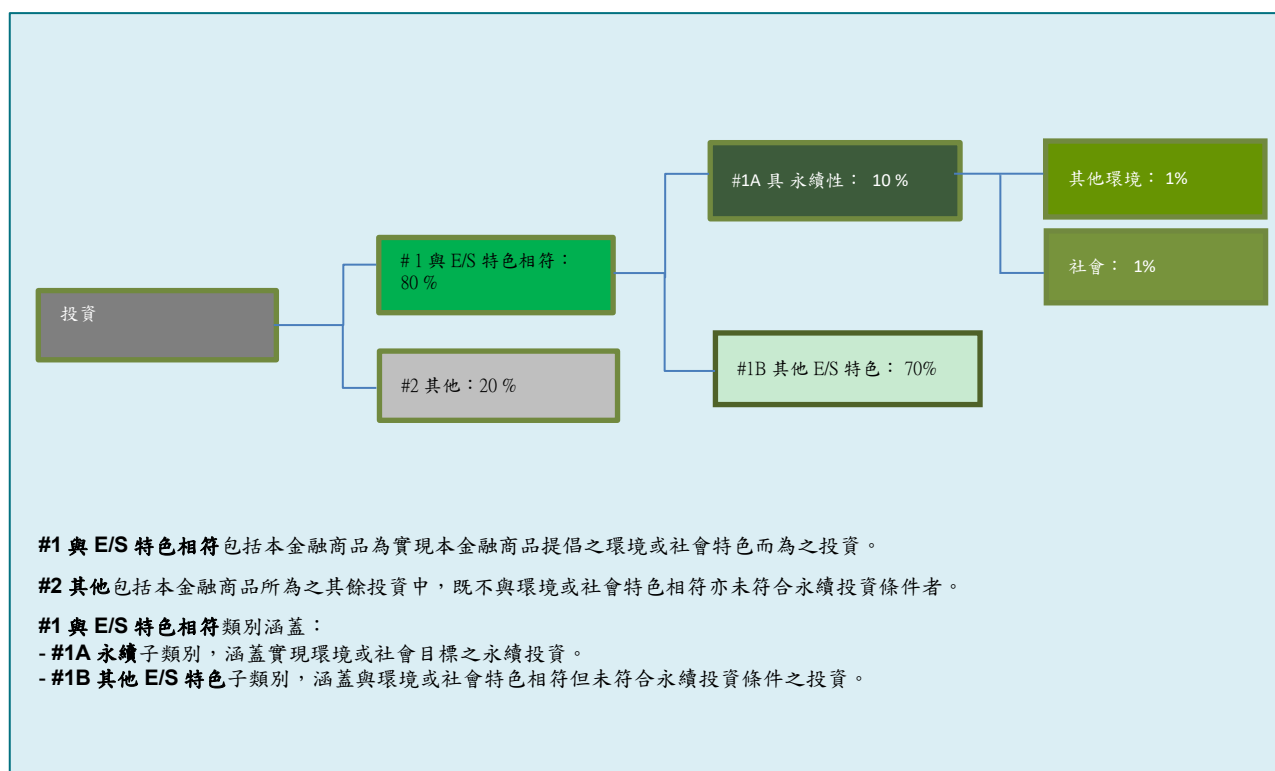 投資
# 1 與 E/S 特色相符：
80 %
#2 其他：20 %
#1A 具 永續性： 10 %
#1B 其他 E/S 特色： 70%
其他環境：1%
社會： 1%
#1 與 E/S 特色相符包括本金融商品為實現本金融商品提倡之環境或社會特色而為之投資。
#2 其他包括本金融商品所為之其餘投資中，既不與環境或社會特色相符亦未符合永續投資條件者。
#1 與 E/S 特色相符類別涵蓋：
- #1A 永續子類別，涵蓋實現環境或社會目標之永續投資。
- #1B 其他 E/S 特色子類別，涵蓋與環境或社會特色相符但未符合永續投資條件之投資。